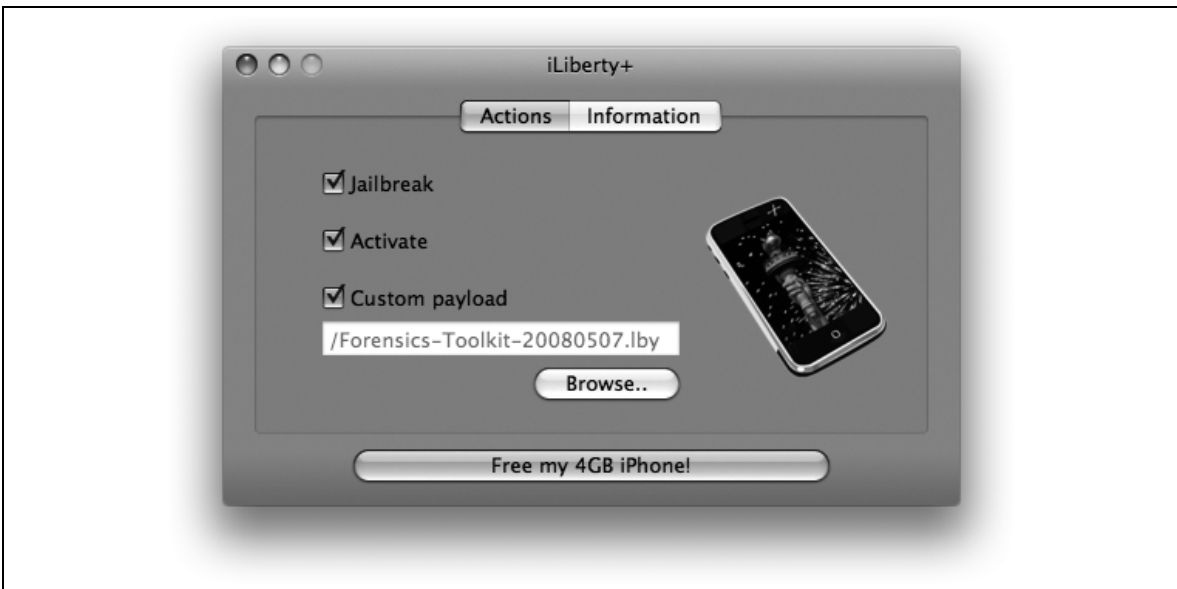 iLiberty+
Actions Information
Jailbreak
Activate
Custom payload
/Forensics-Toolkit-20080507.lby
Browse..
Free my 4GB iPhone!